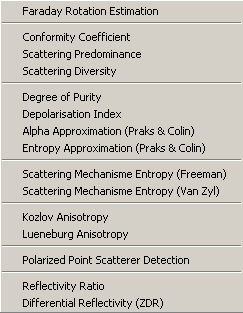 Faraday Rotation Estimation
Conformity Coefficient
Scattering Predominance
Scattering Diversity
Degree of Purity
Depolarisation Index
Alpha Approximation (Praks & Colin)
Entropy Approximation (Praks & Colin)
Scattering Mechanisme Entropy (Freeman)
Scattering Mechanisme Entropy (Van Zyl)
Kozlov Anisotropy
Lueneburg Anisotropy
Polarized Point Scatterer Detection
Reflectivity Ratio
Differential Reflectivity (ZDR)